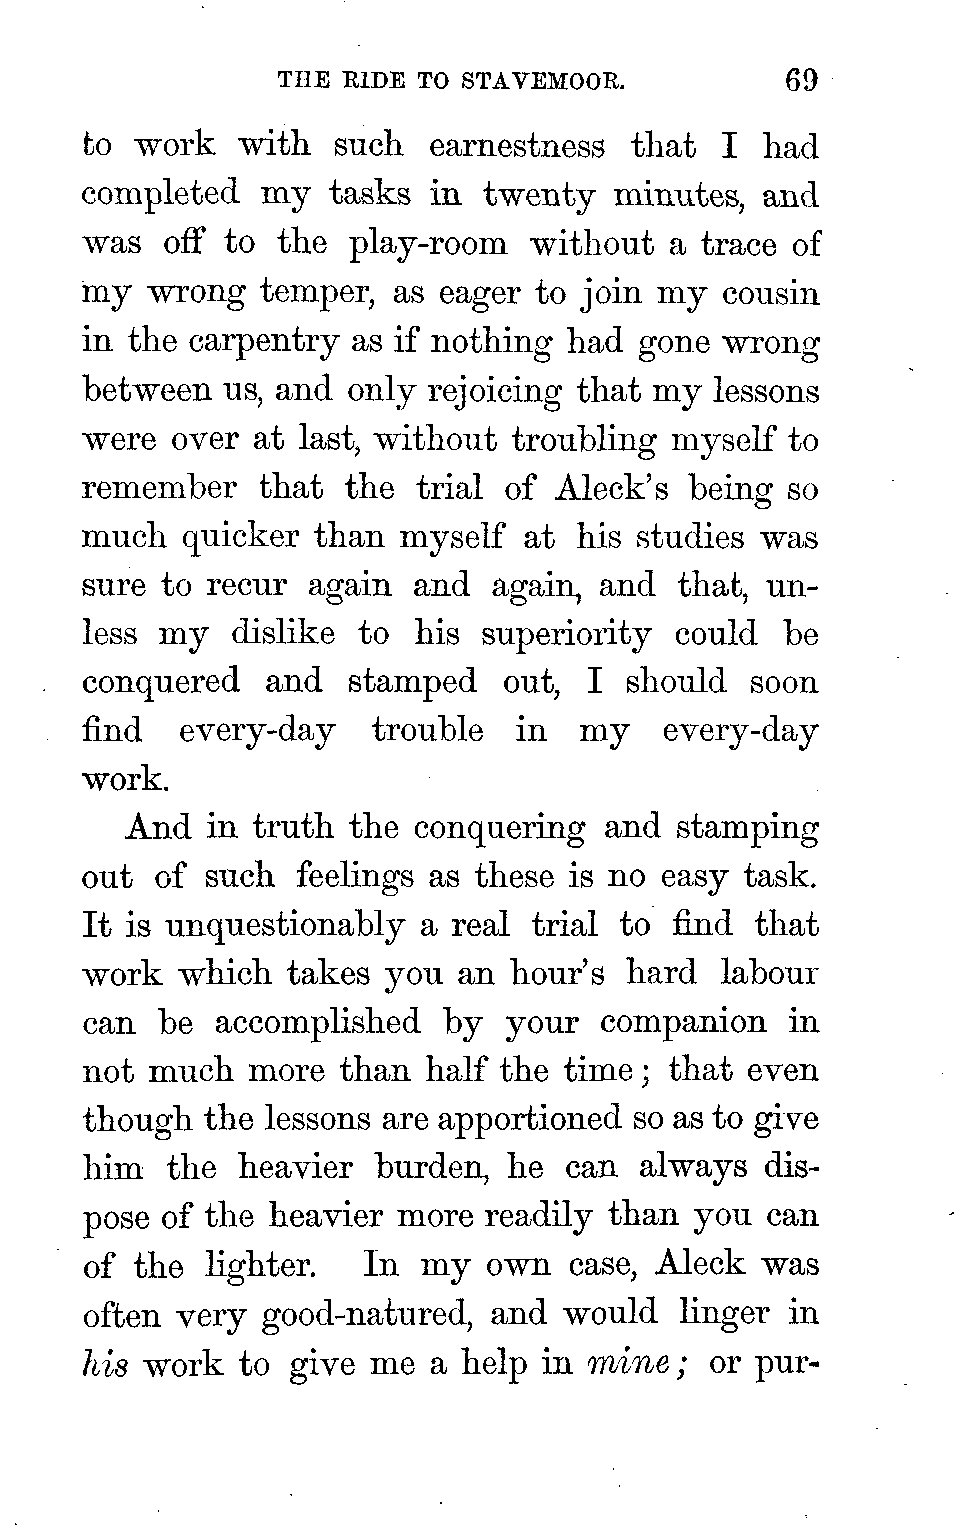 THE RIDE TO STAVEMOOR. 69
to work with such earnestness that I had
completed my tasks in twenty minutes, and
was off to the play-room without a trace of
my wrong temper, as eager to join my cousin
in the carpentry as if nothing had gone wrong
between us, and only rejoicing that my lessons
were over at last, without troubling myself to
remember that the trial of Aleck's being so
much quicker than myself at his studies was
sure to recur again and again, and that, un-
less my dislike to his superiority could be
conquered and stamped out, I should soon
find every-day trouble in my every-day
work.
And in truth the conquering and stamping
out of such feelings as these is no easy task.
It is unquestionably a real trial to find that
work which takes you an hour's hard labour
can be accomplished by your companion in
not much more than half the time; that even
though the lessons are apportioned so as to give
him the heavier burden, he can always dis-
pose of the heavier more readily than you can
of the lighter. In my own case, Aleck was
often very good-natured, and would linger in
his work to give me a help in mine; or pur-